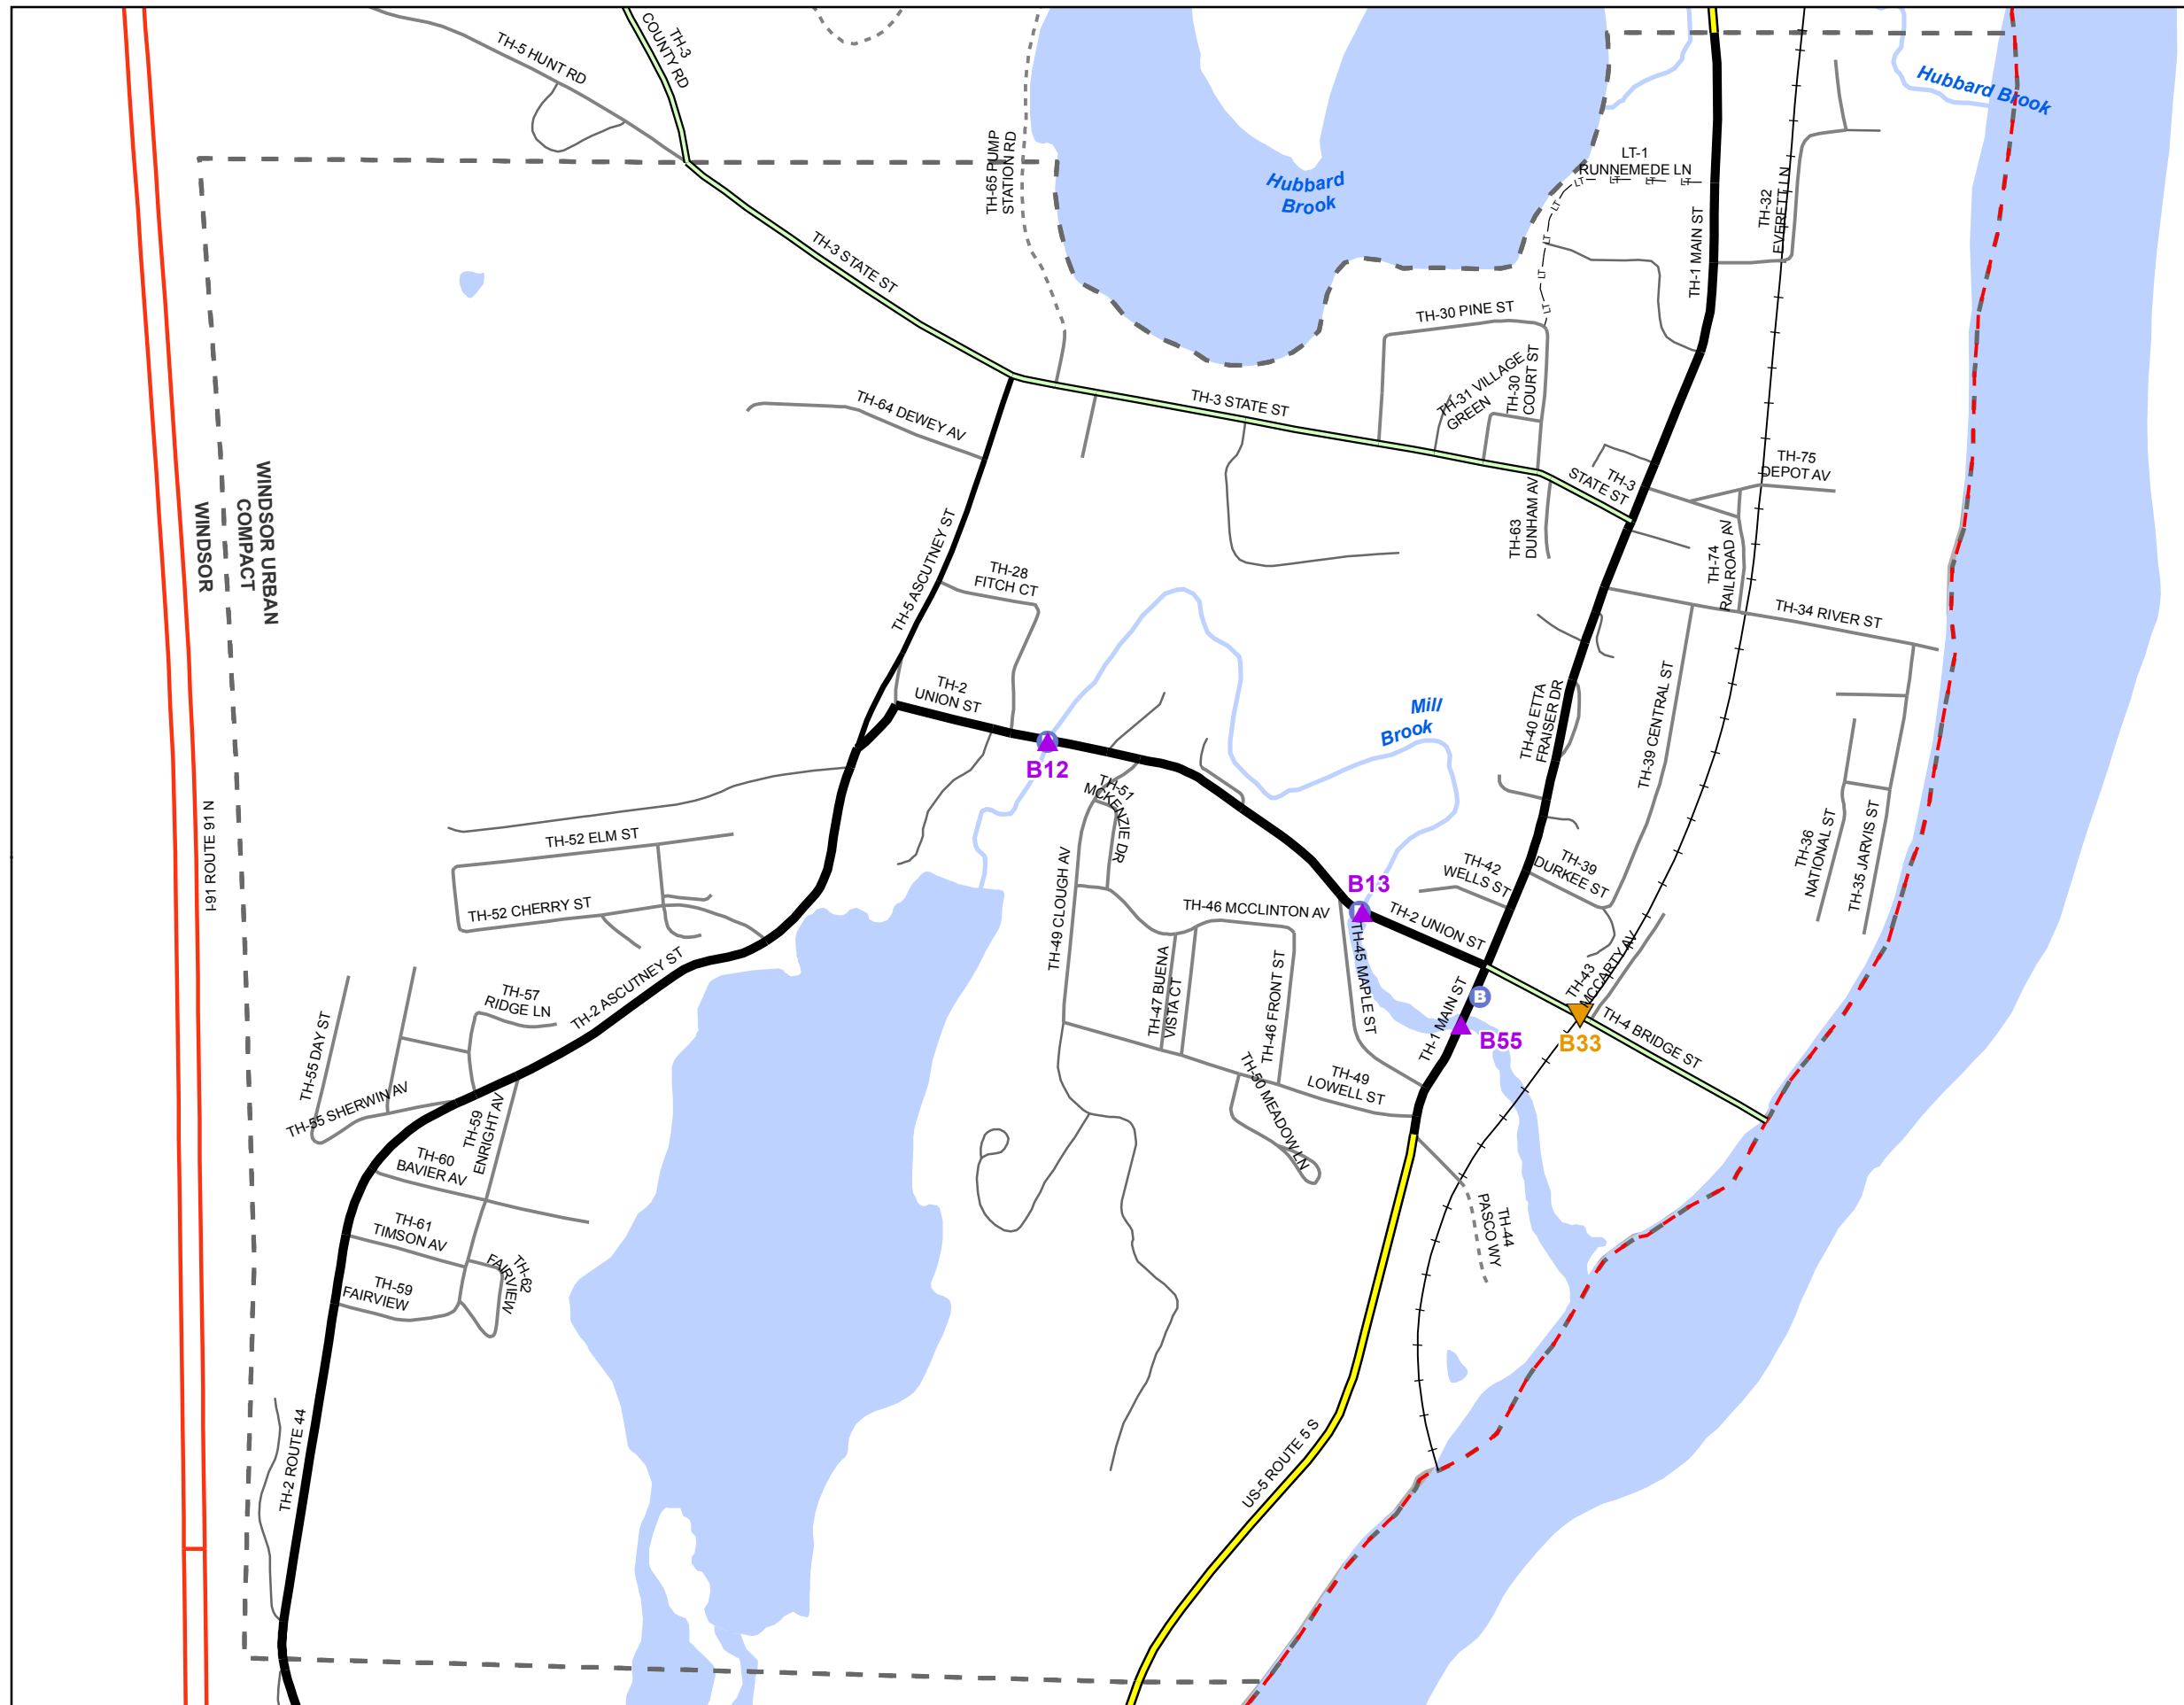 TH-5 HUNT RD
TH-3
COUNTY RD
Hubbard Brook
TH-65 PUMP
STATION RD
Hubbard
Brook
LT-1
RUNNEMEDE LN
LT LT LT LT
LT
LT
LT
LT
TH-32
EVERETT LN
TH-1 MAIN ST
TH-3 STATE ST
TH-30 PINE ST
TH-31 VILLAGE
GREEN
TH-30
COURT ST
TH-3 STATE ST
TH-64 DEWEY AV
TH-3
STATE ST
TH-75
DEPOT AV
WINDSOR
WINDSOR URBAN
COMPACT
TH-63
DUNHAM AV
TH-74
RAILROAD AV
TH-5 ASCUTNEY ST
TH-28
FITCH CT
TH-34 RIVER ST
TH-2
UNION ST
Mill
Brook
TH-40 ETTA
FRASER DR
TH-39 CENTRAL ST
B12
TH-51
MCKENZIE DR
I-91 ROUTE 91 N
TH-52 ELM ST
TH-36
NATIONAL ST
TH-35 JARVIS ST
TH-42
WELLS ST
TH-39
DURKEE ST
B13
TH-52 CHERRY ST
TH-49 CLOUGH AV
TH-46 MCCLINTON AV
TH-2 UNION ST
TH-47 BUENA
VISTA CT
TH-46 FRONT ST
TH-45 MAPLE ST
TH-43
MCCARTY AV
TH-57
RIDGE LN
TH-2 ASCUTNEY ST
B
TH-1 MAIN ST
B55
B33
TH-4 BRIDGE ST
TH-55 DAY ST
TH-55 SHERWIN AV
TH-59
ENRIGHT AV
TH-50 MEADOW LN
TH-49
LOWELL ST
TH-60
BAVIER AV
TH-61
TIMSON AV
TH-44
PASCO WY
TH-62
FAIRVIEW
TH-59
FAIRVIEW
TH-2 ROUTE 44
US-5 ROUTE 5 S